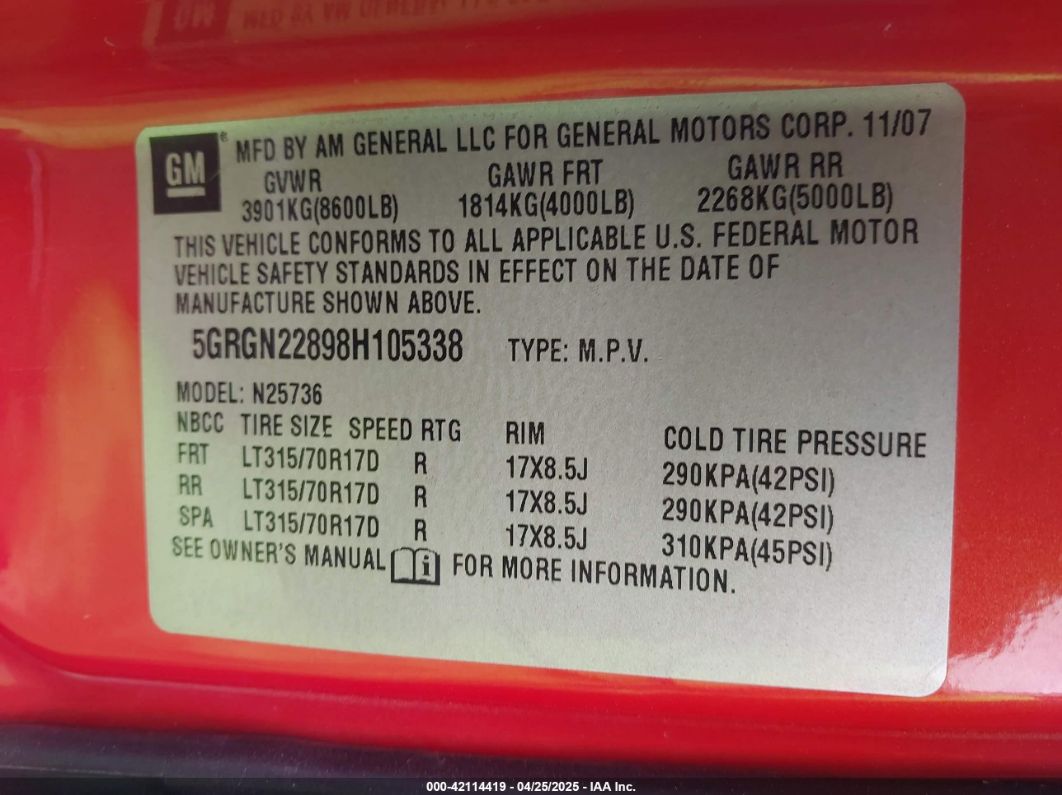 GM ® MFD BY AM GENERAL LLC FOR GENERAL MOTORS CORP. 11/07
GVWR GAWR FRT GAWR RR
3901KG(8600LB) 1814KG(4000LB) 2268KG(5000LB)
THIS VEHICLE CONFORMS TO ALL APPLICABLE U.S. FEDERAL MOTOR
VEHICLE SAFETY STANDARDS IN EFFECT ON THE DATE OF
MANUFACTURE SHOWN ABOVE.
5GRGN22898H105338 TYPE: M.P.V.
MODEL: N25736
NBCC TIRE SIZE SPEED RTG RIM COLD TIRE PRESSURE
FRT LT315/70R17D R 17X8.5J 290KPA(42PSI)
RR LT315/70R17D R 17X8.5J 290KPA(42PSI)
SPA LT315/70R17D R 17X8.5J 310KPA(45PSI)
SEE OWNER'S MANUAL i FOR MORE INFORMATION.
000-42114419 - 04/25/2025 - IAA Inc.